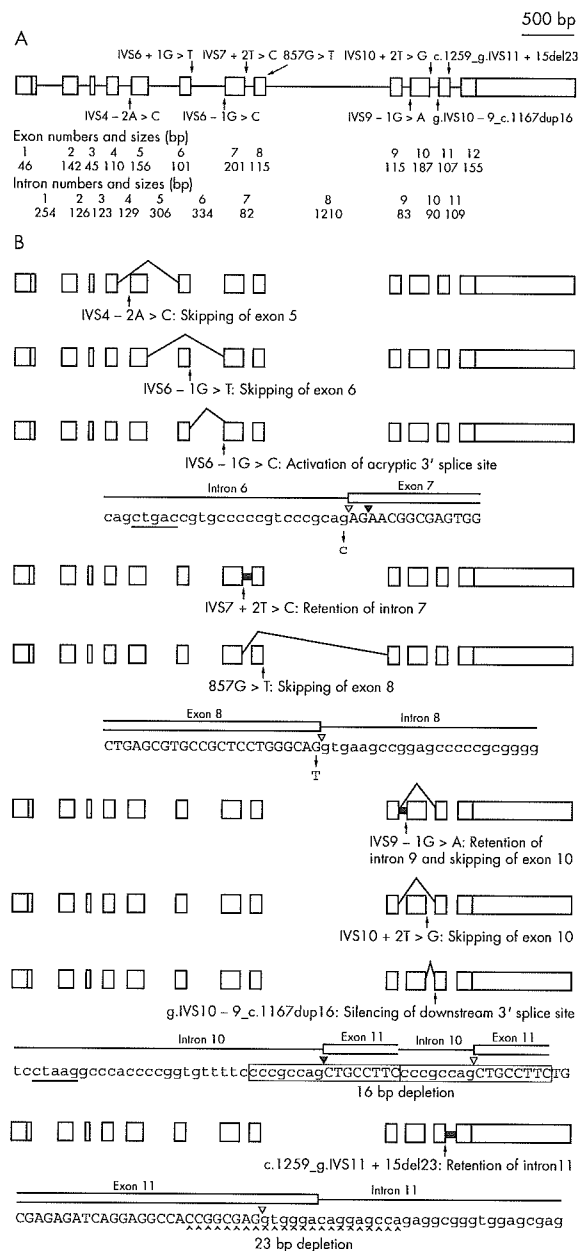 500 bp
A
IVS6 + 1G > T IVS7 + 2T > C 857G > T IVS10 + 2T > G c.1259_g.IVS11 + 15del23
IVS4 – 2A > C IVS6 – 1G > C IVS9 – 1G > A g.IVS10 – 9_c.1167dup16
Exon numbers and sizes (bp)
1 2 3 4 5 6 7 8 9 10 11 12
46 142 45 110 156 101 201 115 115 187 107 155
Intron numbers and sizes (bp)
1 2 3 4 5 6 7 8 9 10 11
254 126 123 129 306 334 82 1210 83 90 109
B
IVS4 – 2A > C: Skipping of exon 5
IVS6 – 1G > T: Skipping of exon 6
IVS6 – 1G > C: Activation of acryptic 3′ splice site
Intron 6 Exon 7
cagctgaccgtgcccccgtcccgcagAGAACGGCGAGTGG
c
IVS7 + 2T > C: Retention of intron 7
857G > T: Skipping of exon 8
Exon 8 Intron 8
CTGAGCGTGCCGCTCCTGGGCAGgtgaagccggagcccccgcgggg
T
IVS9 – 1G > A: Retention of
intron 9 and skipping of exon 10
IVS10 + 2T > G: Skipping of exon 10
g.IVS10 – 9_c.1167dup16: Silencing of downstream 3′ splice site
Intron 10 Exon 11 Intron 10 Exon 11
tcctaaggcccaccccggtgttttccccgccagCTGCCTTCcccgccagCTGCCTTCTG
16 bp depletion
c.1259_g.IVS11 + 15del23: Retention of intron11
Exon 11 Intron 11
CGAGAGATCAGGAGGCCACCGGCGAGgtgggacaggagccagaggcgggtggagcgag
23 bp depletion